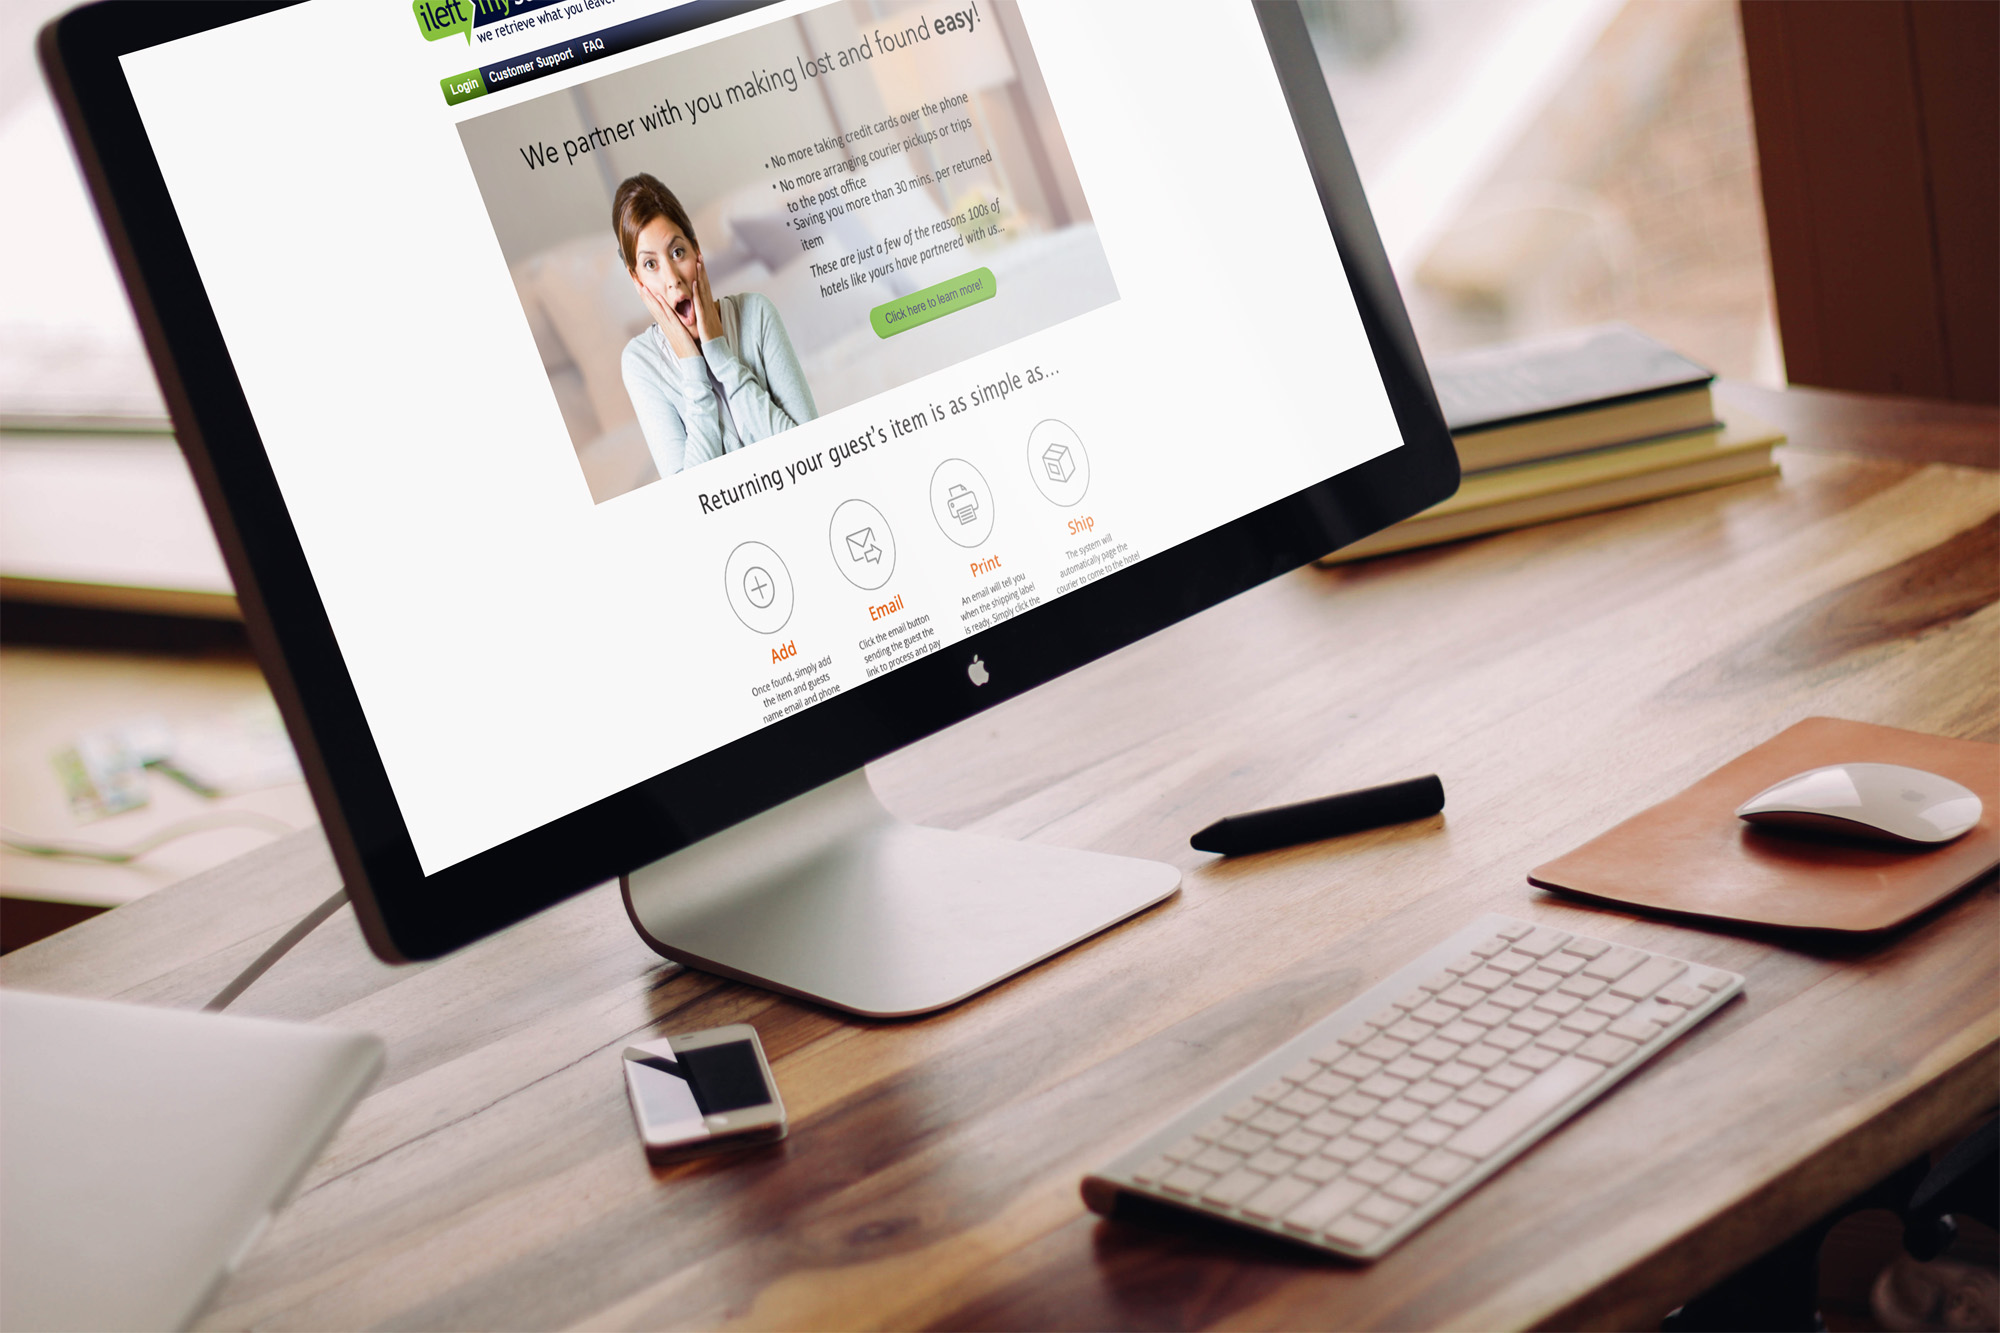 ileft my
we retrieve what you leave
Login Customer Support FAQ
We partner with you making lost and found easy!
• No more taking credit cards over the phone
• No more arranging courier pickups or trips
to the post office
• Saving you more than 30 mins. per returned
item
These are just a few of the reasons 100s of
hotels like yours have partnered with us...
Click here to learn more!
Returning your guest's item is as simple as...
Add
Once found, simply add
the item and guests
name email and phone
Email
Click the email button
sending the guest the
link to process and pay
Print
An email will tell you
when the shipping label
is ready. Simply click the
Ship
The system will
automatically page the
courier to come to the hotel